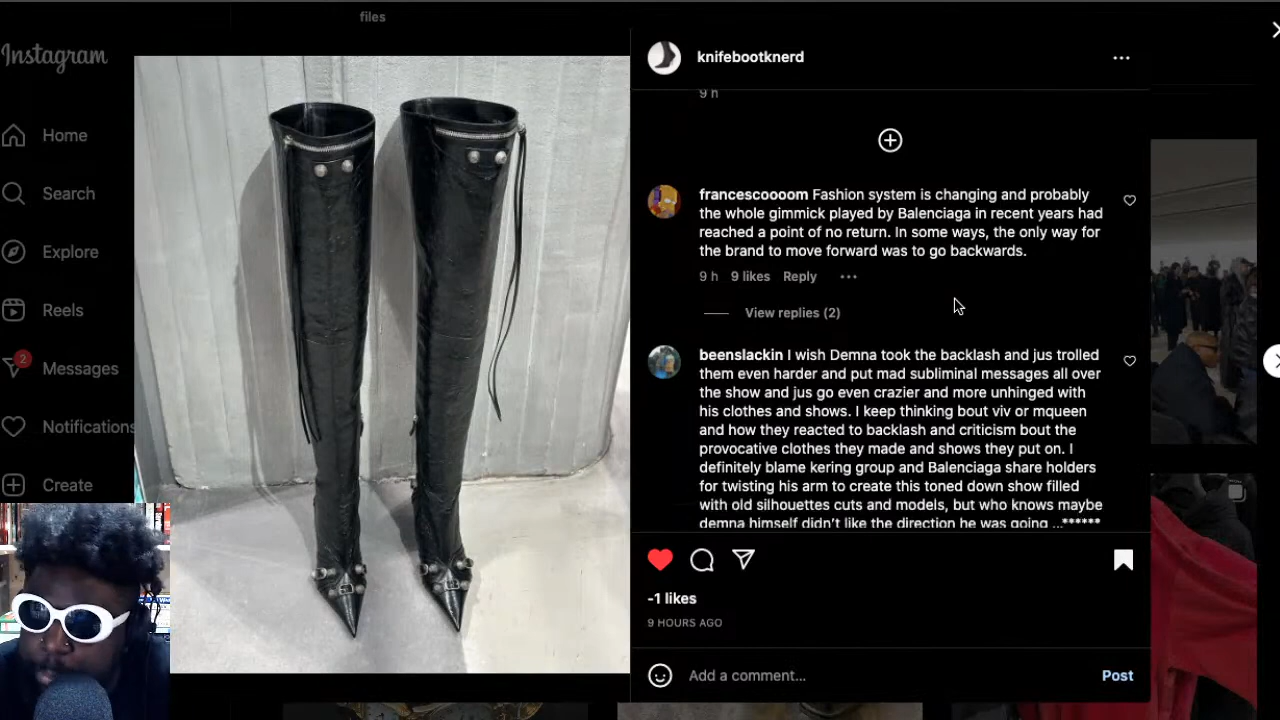 files
Instagram
Home
Search
Explore
Reels
2
Messages
Notifications
Create
knifebootknerd
9 h
francescoooom Fashion system is changing and probably
the whole gimmick played by Balenciaga in recent years had
reached a point of no return. In some ways, the only way for
the brand to move forward was to go backwards.
9 h 9 likes Reply
View replies (2)
beenslackin I wish Demna took the backlash and jus trolled
them even harder and put mad subliminal messages all over
the show and jus go even crazier and more unhinged with
his clothes and shows. I keep thinking bout viv or mqueen
and how they reacted to backlash and criticism bout the
provocative clothes they made and shows they put on. I
definitely blame kering group and Balenciaga share holders
for twisting his arm to create this toned down show filled
with old silhouettes cuts and models, but who knows maybe
demna himself didn't like the direction he was going ...******
-1 likes
9 HOURS AGO
Add a comment...
Post